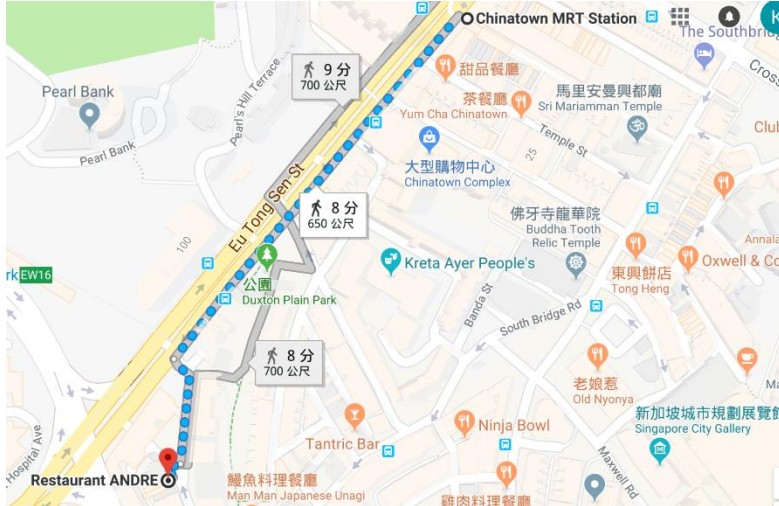 Chinatown MRT Station
The Southbridge
Cross
9 分
700 公尺
甜品餐廳
茶餐廳
Yum Cha Chinatown
馬里安曼興都廟
Sri Mariamman Temple
Pearl Bank
Pearl's Hill Terrace
Pearl Bank
Temple St
25
Club
大型購物中心
Chinatown Complex
Eu Tong Sen St
8 分
650 公尺
佛牙寺龍華院
Buddha Tooth
Relic Temple
100
Annala
東興餅店
Tong Heng
Oxwell & Co
rk
EW16
公園
Duxton Plain Park
Kreta Ayer People's
Banda St
South Bridge Rd
8 分
700 公尺
老娘惹
Old Nyonya
新加坡城市規劃展覽館
Singapore City Gallery
Tantric Bar
Ninja Bowl
Maxwell Rd
Hospital Ave
Restaurant ANDRE
鰻魚料理餐廳
Man Man Japanese Unagi
雞肉料理餐廳